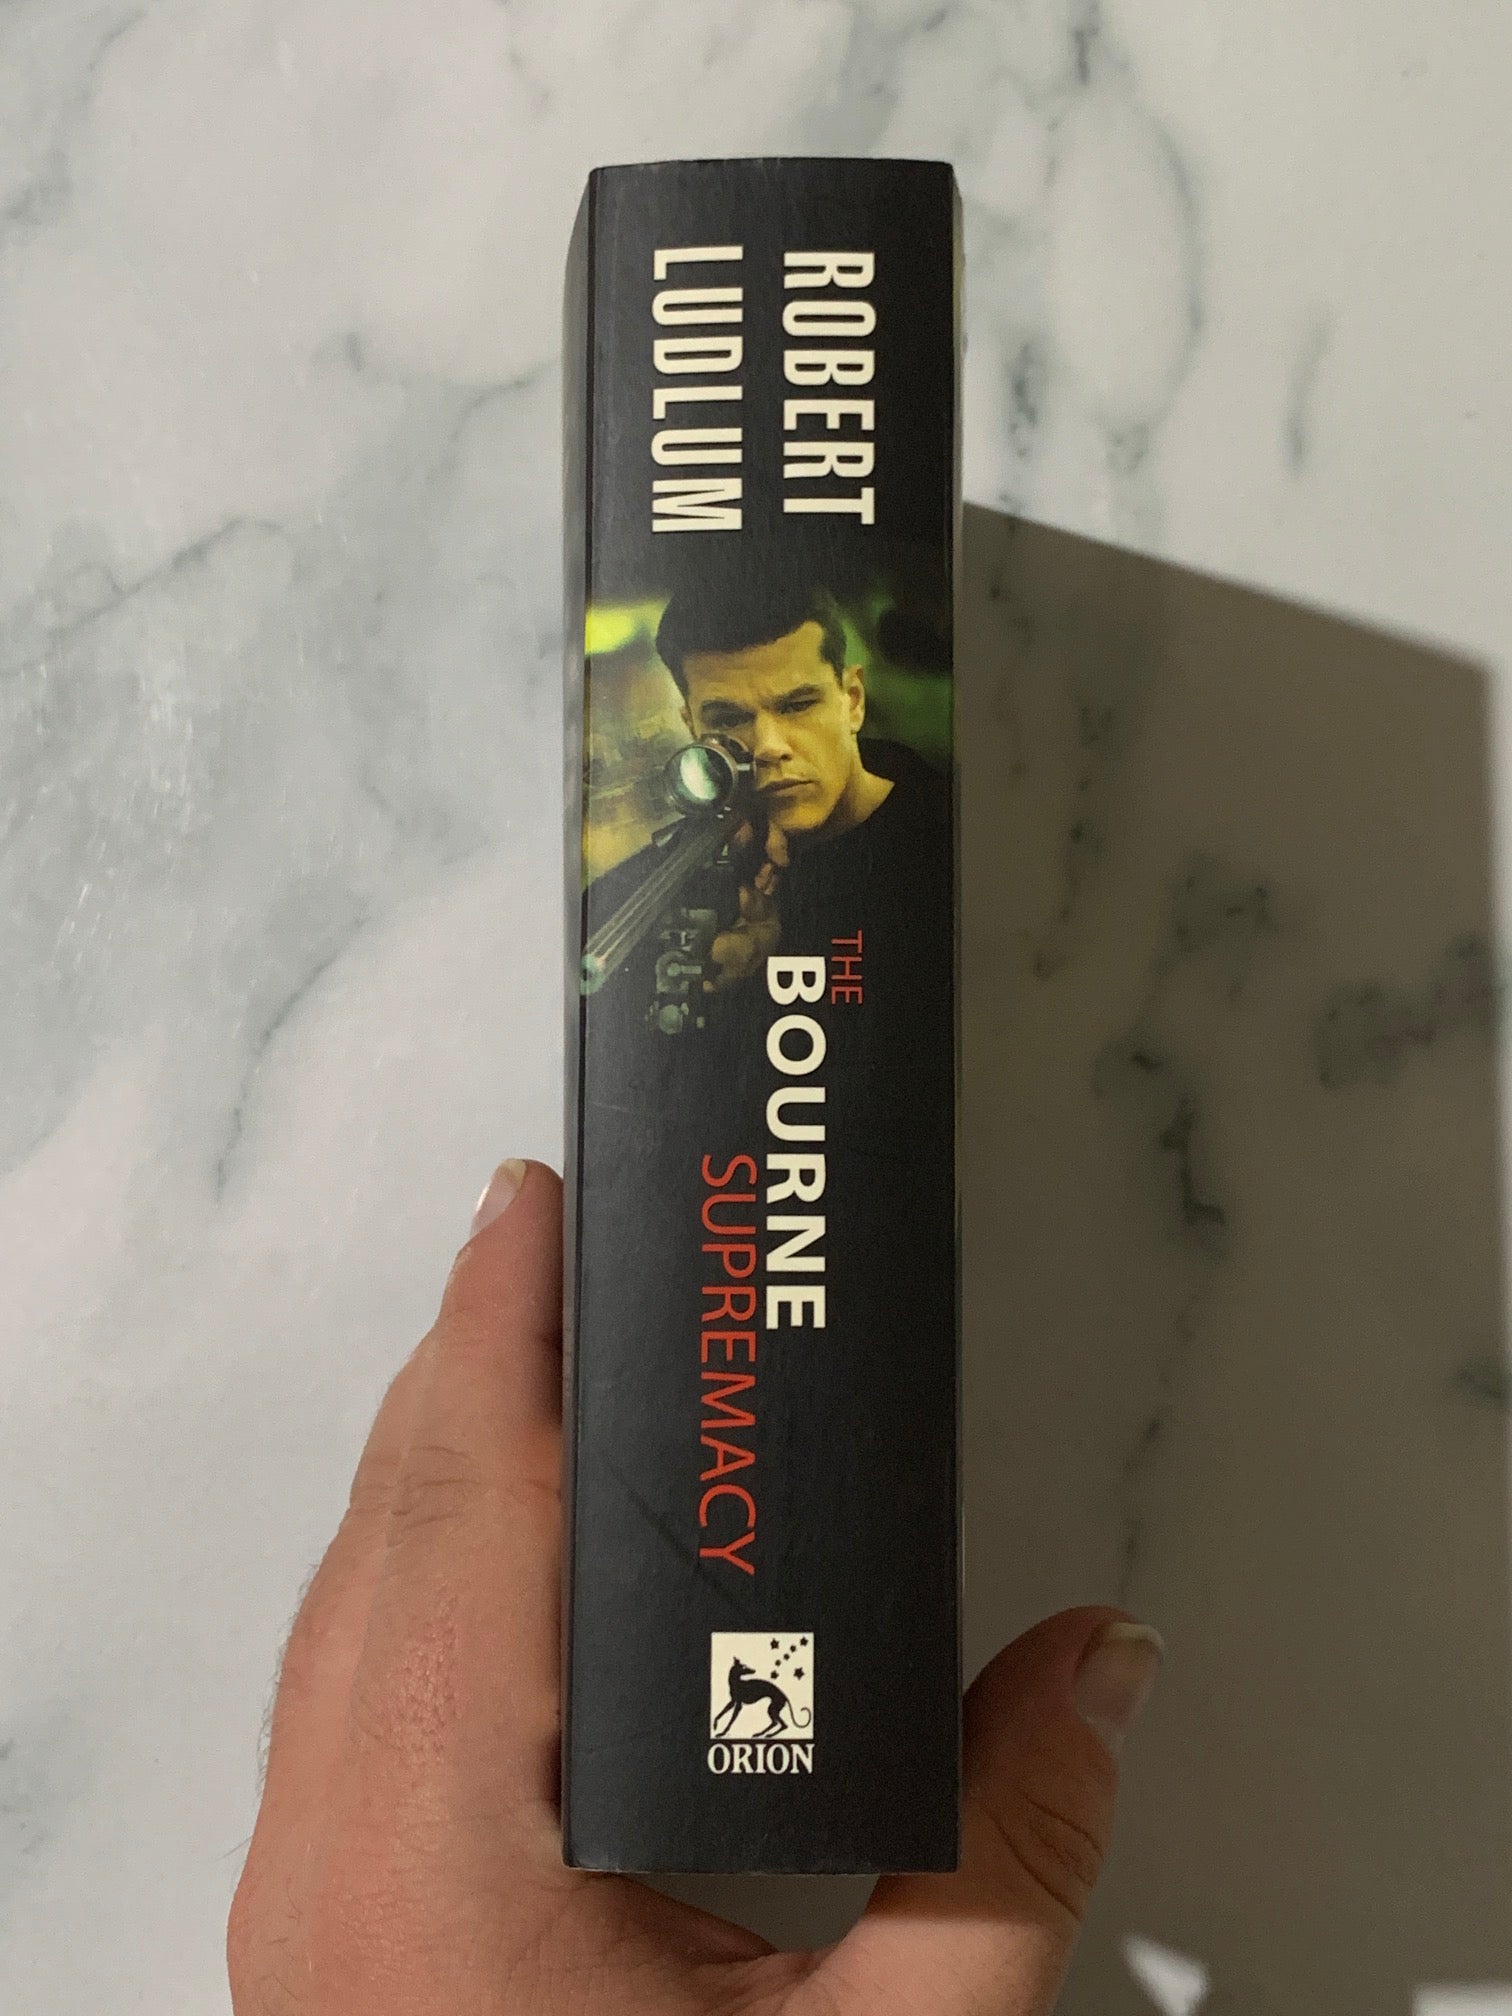 ROBERT
LUDLUM
THE
BOURNE
SUPREMACY
ORION